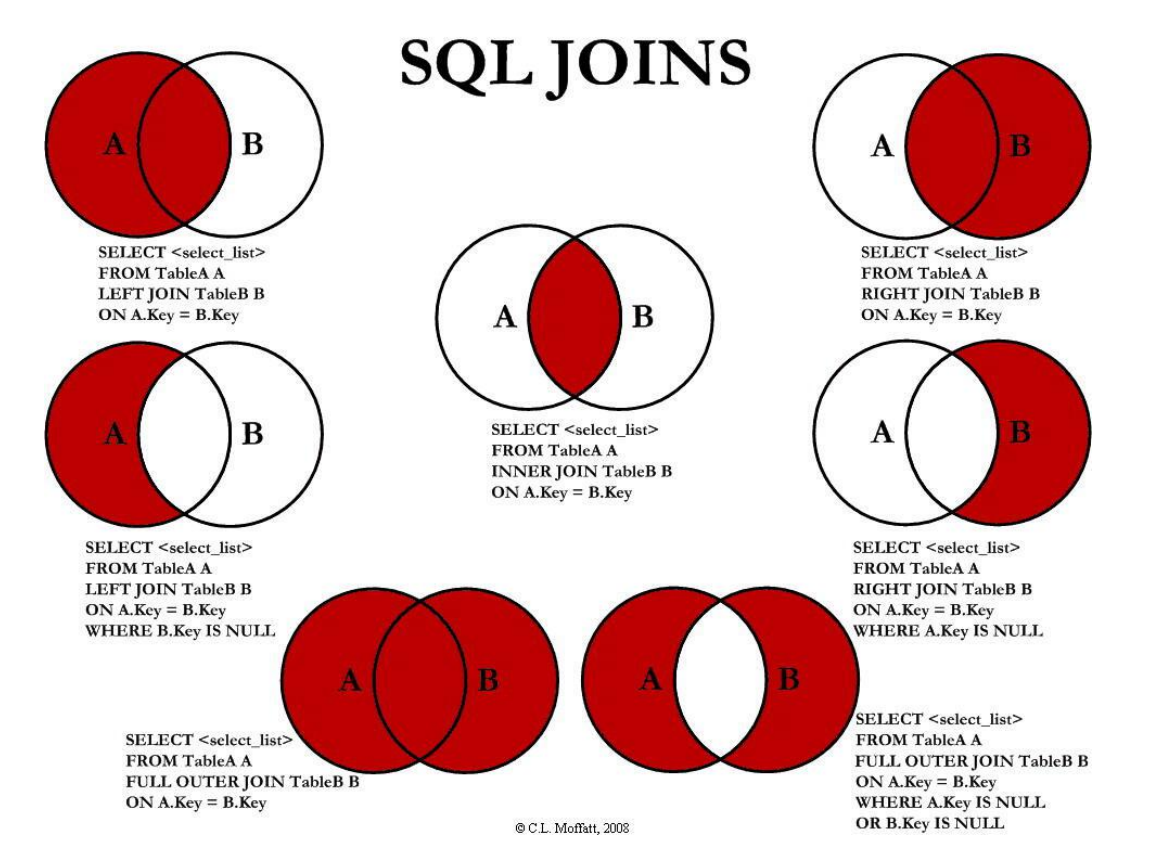 SQL JOINS
A B
SELECT <select_list>
FROM TableA A
LEFT JOIN TableB B
ON A.Key = B.Key
A B
SELECT <select_list>
FROM TableA A
RIGHT JOIN TableB B
ON A.Key = B.Key
A B
SELECT <select_list>
FROM TableA A
INNER JOIN TableB B
ON A.Key = B.Key
A B
SELECT <select_list>
FROM TableA A
LEFT JOIN TableB B
ON A.Key = B.Key
WHERE B.Key IS NULL
A B
SELECT <select_list>
FROM TableA A
RIGHT JOIN TableB B
ON A.Key = B.Key
WHERE A.Key IS NULL
A B
SELECT <select_list>
FROM TableA A
FULL OUTER JOIN TableB B
ON A.Key = B.Key
A B
SELECT <select_list>
FROM TableA A
FULL OUTER JOIN TableB B
ON A.Key = B.Key
WHERE A.Key IS NULL
OR B.Key IS NULL
© C.L. Moffatt, 2008